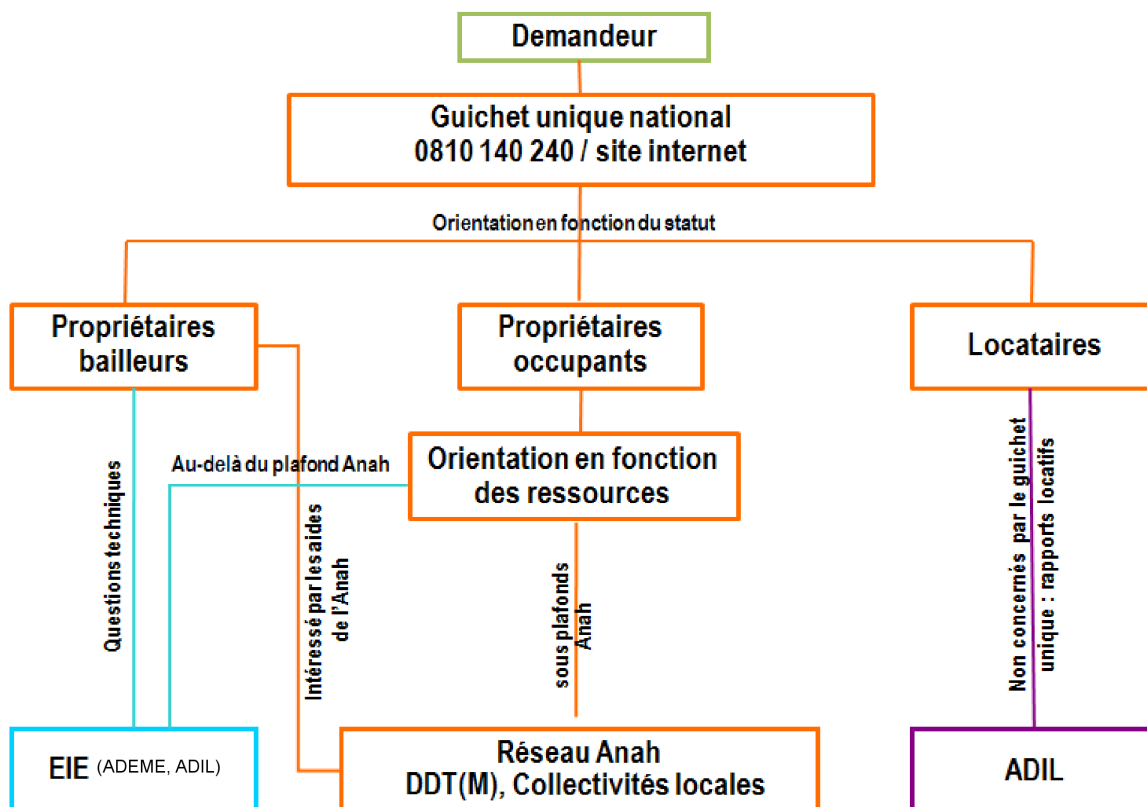 Demandeur
Guichet unique national
0810 140 240 / site internet
Orientation en fonction du statut
Propriétaires
bailleurs
Propriétaires
occupants
Locataires
Au-delà du plafond Anah
Orientation en fonction
des ressources
Questions techniques
Intéressé par les aides
de l'Anah
sous plafonds
Anah
Non concernés par le guichet
unique : rapports locatifs
EIE (ADEME, ADIL)
Réseau Anah
DDT(M), Collectivités locales
ADIL